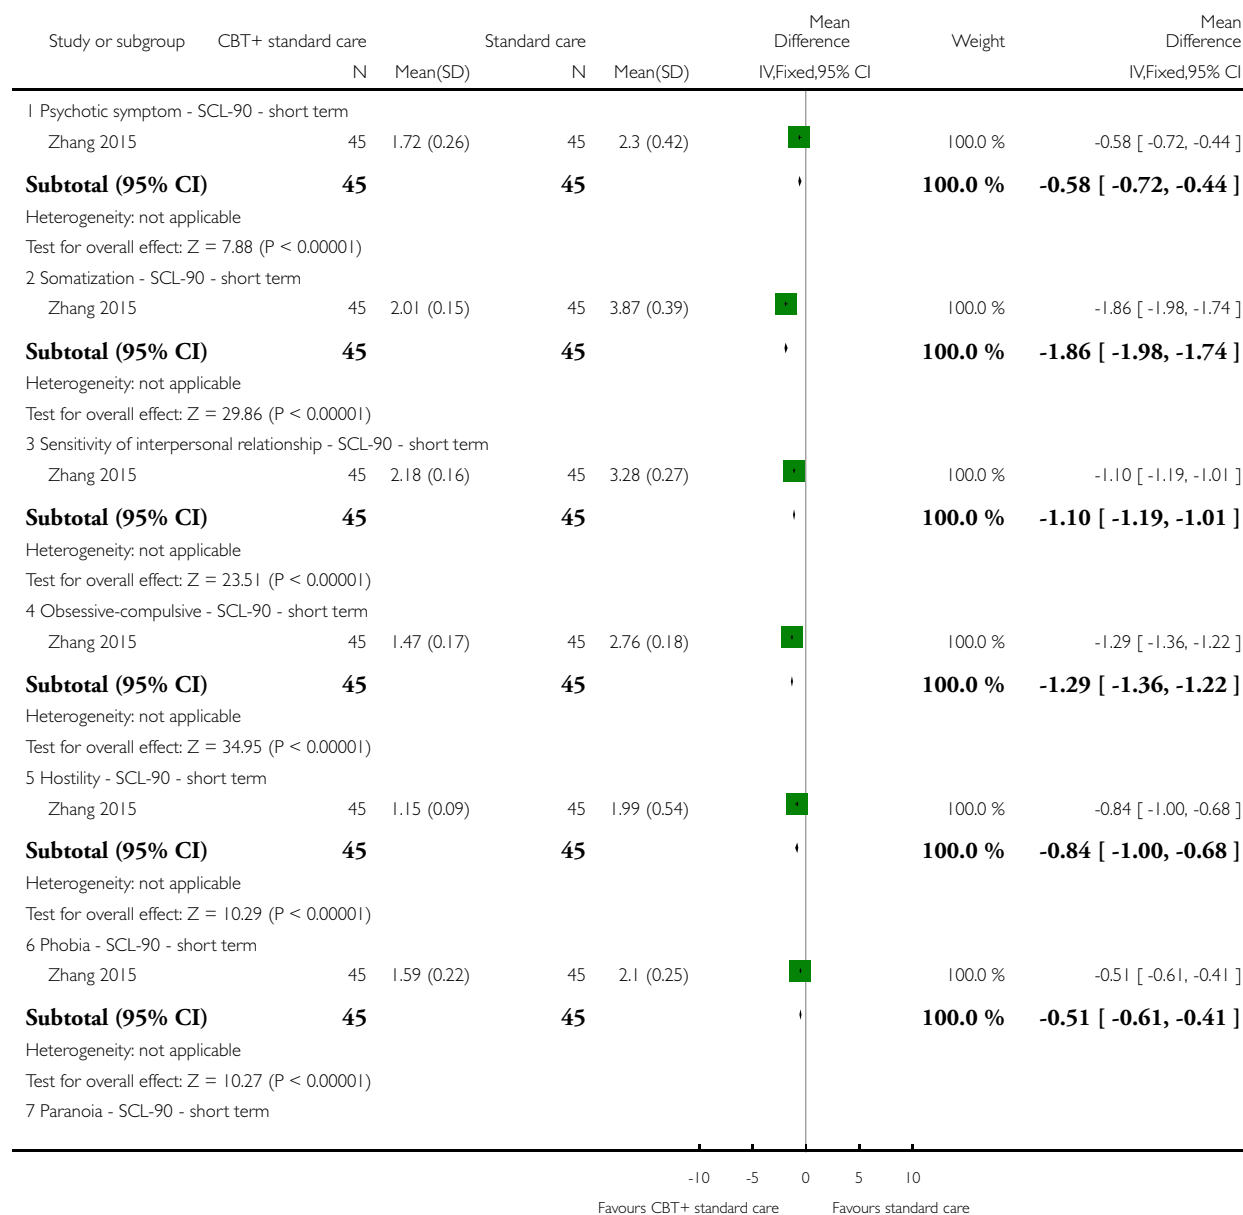 Study or subgroup CBT+ standard care Standard care Mean Difference Weight Mean Difference
N Mean(SD) N Mean(SD) IV,Fixed,95% CI IV,Fixed,95% CI
1 Psychotic symptom - SCL-90 - short term
Zhang 2015 45 1.72 (0.26) 45 2.3 (0.42) 100.0 % -0.58 [ -0.72, -0.44 ]
Subtotal (95% CI) 45 45 100.0 % -0.58 [ -0.72, -0.44 ]
Heterogeneity: not applicable
Test for overall effect: Z = 7.88 (P < 0.00001)
2 Somatization - SCL-90 - short term
Zhang 2015 45 2.01 (0.15) 45 3.87 (0.39) 100.0 % -1.86 [ -1.98, -1.74 ]
Subtotal (95% CI) 45 45 100.0 % -1.86 [ -1.98, -1.74 ]
Heterogeneity: not applicable
Test for overall effect: Z = 29.86 (P < 0.00001)
3 Sensitivity of interpersonal relationship - SCL-90 - short term
Zhang 2015 45 2.18 (0.16) 45 3.28 (0.27) 100.0 % -1.10 [ -1.19, -1.01 ]
Subtotal (95% CI) 45 45 100.0 % -1.10 [ -1.19, -1.01 ]
Heterogeneity: not applicable
Test for overall effect: Z = 23.51 (P < 0.00001)
4 Obsessive-compulsive - SCL-90 - short term
Zhang 2015 45 1.47 (0.17) 45 2.76 (0.18) 100.0 % -1.29 [ -1.36, -1.22 ]
Subtotal (95% CI) 45 45 100.0 % -1.29 [ -1.36, -1.22 ]
Heterogeneity: not applicable
Test for overall effect: Z = 34.95 (P < 0.00001)
5 Hostility - SCL-90 - short term
Zhang 2015 45 1.15 (0.09) 45 1.99 (0.54) 100.0 % -0.84 [ -1.00, -0.68 ]
Subtotal (95% CI) 45 45 100.0 % -0.84 [ -1.00, -0.68 ]
Heterogeneity: not applicable
Test for overall effect: Z = 10.29 (P < 0.00001)
6 Phobia - SCL-90 - short term
Zhang 2015 45 1.59 (0.22) 45 2.1 (0.25) 100.0 % -0.51 [ -0.61, -0.41 ]
Subtotal (95% CI) 45 45 100.0 % -0.51 [ -0.61, -0.41 ]
Heterogeneity: not applicable
Test for overall effect: Z = 10.27 (P < 0.00001)
7 Paranoia - SCL-90 - short term
-10 -5 0 5 10
Favours CBT+ standard care Favours standard care